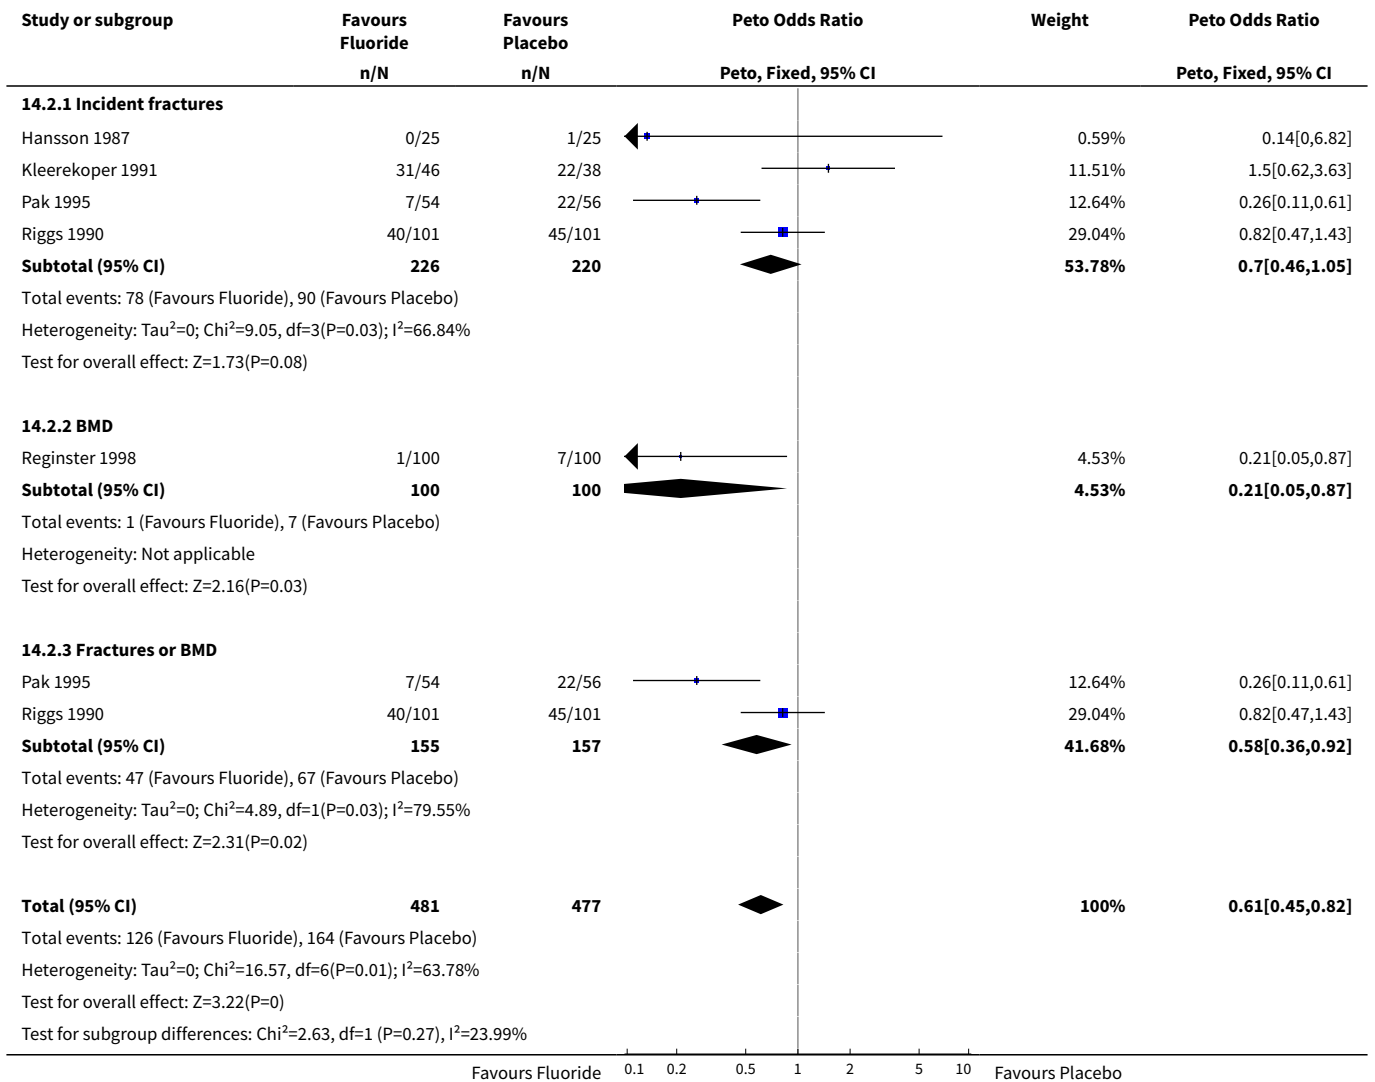 Study or subgroup Favours Fluoride Favours Placebo Peto Odds Ratio Weight Peto Odds Ratio
n/N n/N Peto, Fixed, 95% CI Peto, Fixed, 95% CI
14.2.1 Incident fractures
Hansson 1987 0/25 1/25 0.59% 0.14[0,6.82]
Kleerekoper 1991 31/46 22/38 11.51% 1.5[0.62,3.63]
Pak 1995 7/54 22/56 12.64% 0.26[0.11,0.61]
Riggs 1990 40/101 45/101 29.04% 0.82[0.47,1.43]
Subtotal (95% CI) 226 220 53.78% 0.7[0.46,1.05]
Total events: 78 (Favours Fluoride), 90 (Favours Placebo)
Heterogeneity: Tau²=0; Chi²=9.05, df=3(P=0.03); I²=66.84%
Test for overall effect: Z=1.73(P=0.08)
14.2.2 BMD
Reginster 1998 1/100 7/100 4.53% 0.21[0.05,0.87]
Subtotal (95% CI) 100 100 4.53% 0.21[0.05,0.87]
Total events: 1 (Favours Fluoride), 7 (Favours Placebo)
Heterogeneity: Not applicable
Test for overall effect: Z=2.16(P=0.03)
14.2.3 Fractures or BMD
Pak 1995 7/54 22/56 12.64% 0.26[0.11,0.61]
Riggs 1990 40/101 45/101 29.04% 0.82[0.47,1.43]
Subtotal (95% CI) 155 157 41.68% 0.58[0.36,0.92]
Total events: 47 (Favours Fluoride), 67 (Favours Placebo)
Heterogeneity: Tau²=0; Chi²=4.89, df=1(P=0.03); I²=79.55%
Test for overall effect: Z=2.31(P=0.02)
Total (95% CI) 481 477 100% 0.61[0.45,0.82]
Total events: 126 (Favours Fluoride), 164 (Favours Placebo)
Heterogeneity: Tau²=0; Chi²=16.57, df=6(P=0.01); I²=63.78%
Test for overall effect: Z=3.22(P=0)
Test for subgroup differences: Chi²=2.63, df=1 (P=0.27), I²=23.99%
Favours Fluoride 0.1 0.2 0.5 1 2 5 10 Favours Placebo